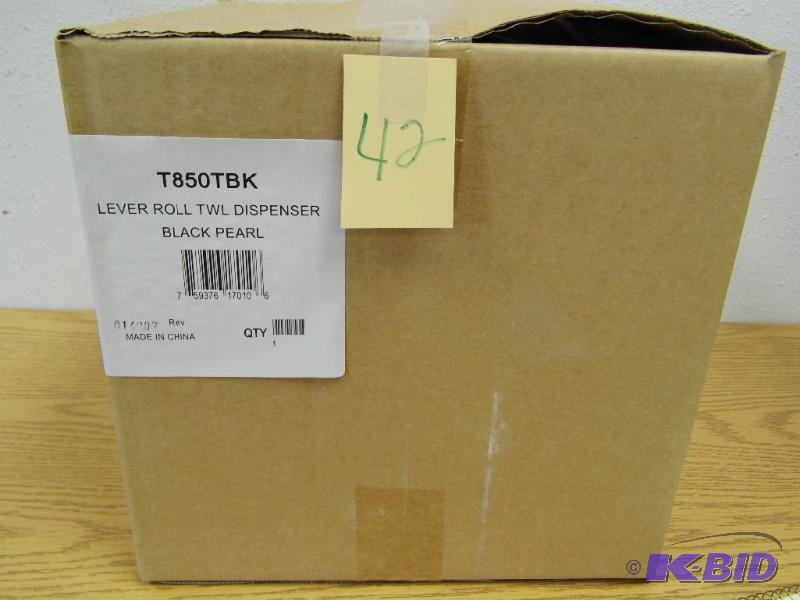 42
T850TBK
LEVER ROLL TWL DISPENSER
BLACK PEARL
7 59376 17010 6
Rev
MADE IN CHINA
QTY
1
© K-BID